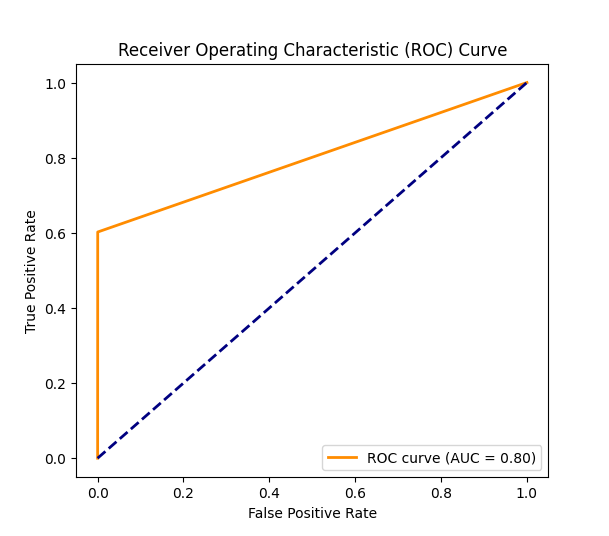 Receiver Operating Characteristic (ROC) Curve
True Positive Rate
1.0
0.8
0.6
0.4
0.2
0.0
ROC curve (AUC = 0.80)
0.0 0.2 0.4 0.6 0.8 1.0
False Positive Rate